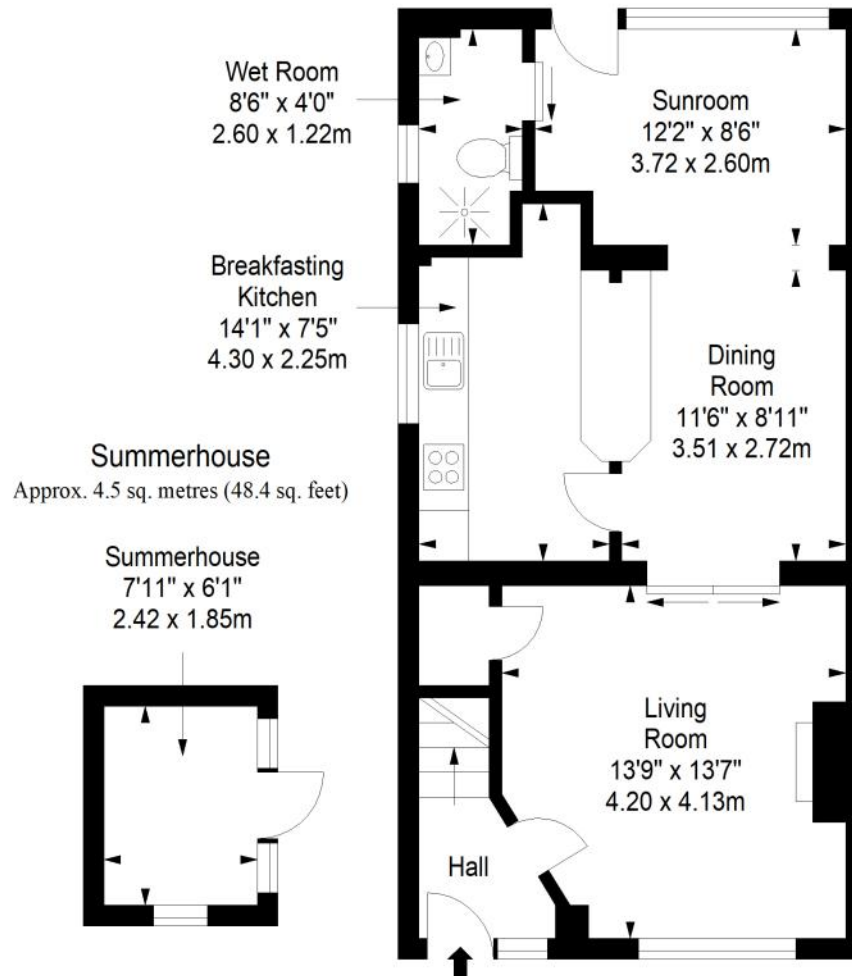 Wet Room
8'6" x 4'0"
2.60 x 1.22m
Sunroom
12'2" x 8'6"
3.72 x 2.60m
Breakfasting
Kitchen
14'1" x 7'5"
4.30 x 2.25m
Dining
Room
11'6" x 8'11"
3.51 x 2.72m
Summerhouse
Approx. 4.5 sq. metres (48.4 sq. feet)
Summerhouse
7'11" x 6'1"
2.42 x 1.85m
Living
Room
13'9" x 13'7"
4.20 x 4.13m
Hall